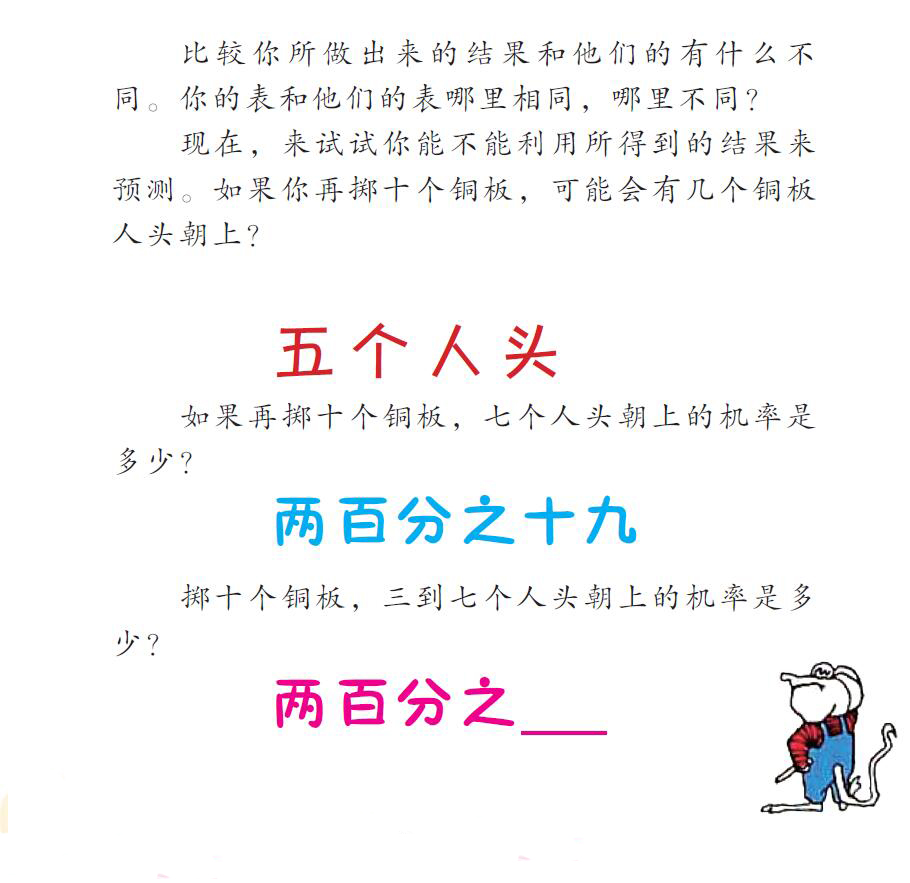 比较你所做出来的结果和他们的有什么不
同。你的表和他们的表哪里相同，哪里不同？
现在，来试试你能不能利用所得到的结果来
预测。如果你再掷十个铜板，可能会有几个铜板
人头朝上？
五个人头
如果再掷十个铜板，七个人头朝上的机率是
多少？
两百分之十九
掷十个铜板，三到七个人头朝上的机率是多
少？
两百分之___